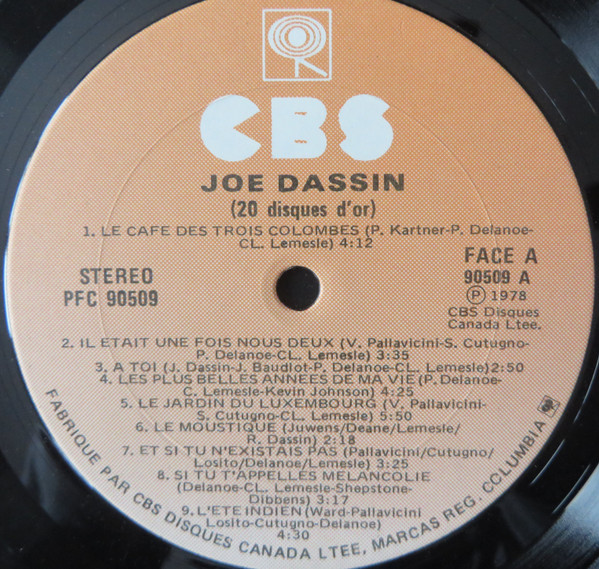 CBS
JOE DASSIN
(20 disques d'or)
1. LE CAFE DES TROIS COLOMBES (P. Kartner-P. Delanoe-
CL. Lemesle) 4:12
STEREO
PFC 90509
FACE A
90509 A
Ⓟ 1978
CBS Disques
Canada Ltee.
2. IL ETAIT UNE FOIS NOUS DEUX (V. Pallavicini-S. Cutugno-
P. Delanoe-CL. Lemesle) 3:35
3. A TOI (J. Dassin-J. Baudlot-P. Delanoe-CL. Lemesle)2:50
4. LES PLUS BELLES ANNEES DE MA VIE (P. Delanoe-
C. Lemesle-Kevin Johnson) 4:25
5. LE JARDIN DU LUXEMBOURG (V. Pallavicini-
S. Cutugno-CL. Lemesle) 5:50
6. LE MOUSTIQUE (Juwens/Deane/Lemesle/
R. Dassin) 2:18
7. ET SI TU N'EXISTAIS PAS (Pallavicini/Cutugno/
Losito/Delanoe/Lemesle) 3:25
8. SI TU T'APPELLES MELANCOLIE
(Delanoe-CL. Lemesle-Shepstone-
Dibbens) 3:17
9. L'ETE INDIEN (Ward-Pallavicini
Losito-Cutugno-Delanoe)
4:30
FABRIQUE PAR CBS DISQUES CANADA LTEE, MARCAS REG. COLUMBIA